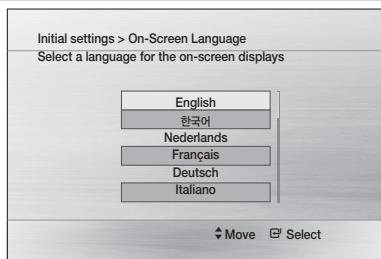 Initial settings > On-Screen Language
Select a language for the on-screen displays
English
한국어
Nederlands
Français
Deutsch
Italiano
Move Select